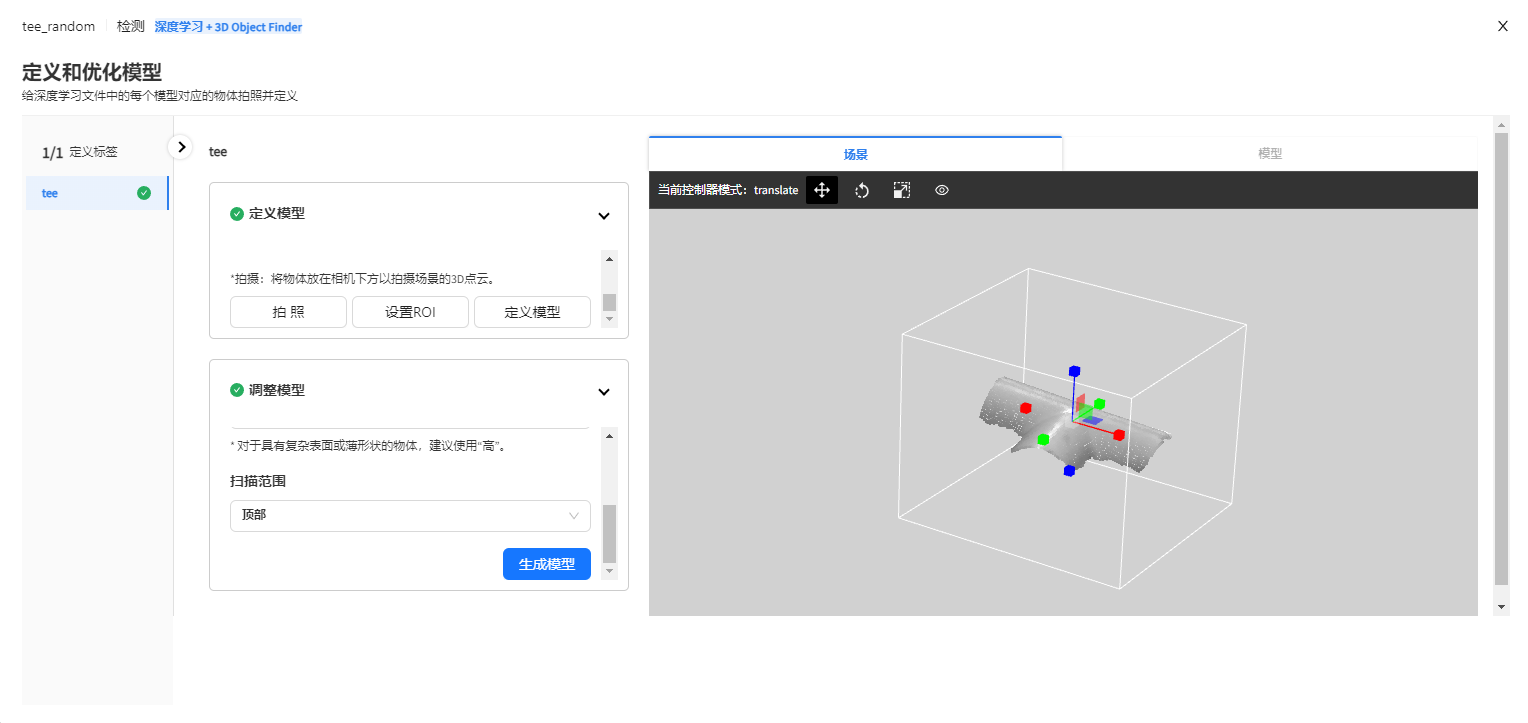 tee_random 检测 深度学习 + 3D Object Finder X
定义和优化模型
给深度学习文件中的每个模型对应的物体拍照并定义
1/1 定义标签
tee
tee
定义模型
*拍摄：将物体放在相机下方以拍摄场景的3D点云。
拍 照 设置ROI 定义模型
调整模型
* 对于具有复杂表面或薄形状的物体，建议使用“高”。
扫描范围
顶部
生成模型
场景 模型
当前控制器模式：translate